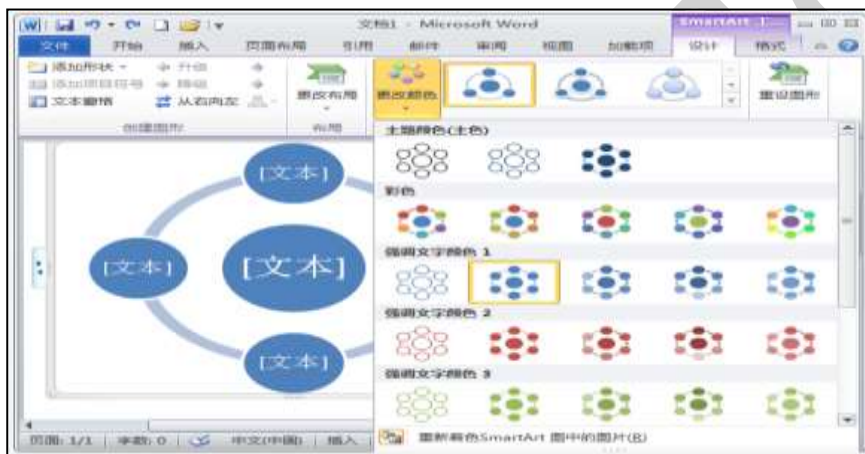 文档1 - Microsoft Word
SmartArt
文件 开始 插入 页面布局 引用 邮件 审阅 视图 加载项 设计 格式
添加形状 升级
添加项目符号 降级
文本窗格 从右向左
更改布局
更改颜色
重设图形
创建图形 布局
主题颜色(主色)
彩色
强调文字颜色 1
强调文字颜色 2
强调文字颜色 3
[文本]
[文本] [文本]
[文本]
重新着色SmartArt 图中的图片(R)
页面: 1/1 字数: 0 中文(中国) 插入